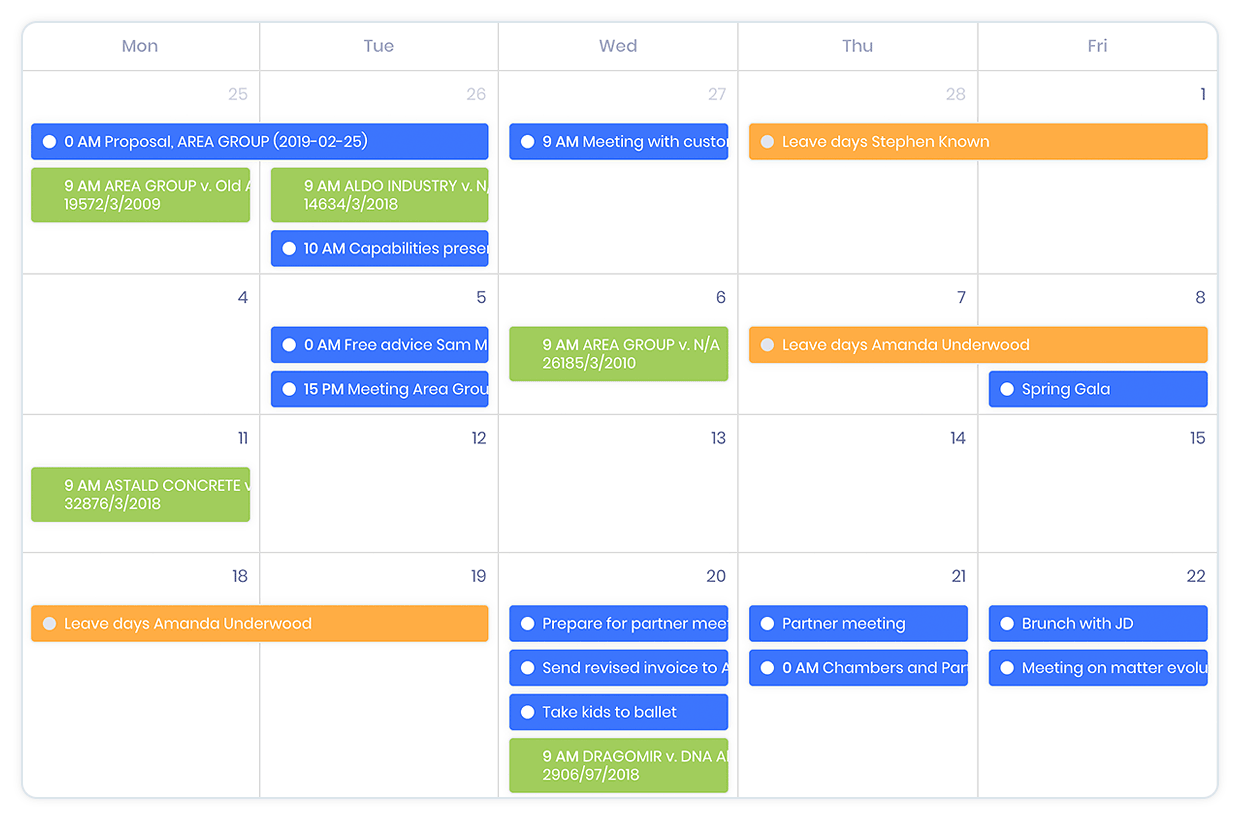 Mon Tue Wed Thu Fri
25 26 27 28 1
0 AM Proposal, AREA GROUP (2019-02-25)
9 AM Meeting with
Leave days Stephen Known
9 AM AREA GROUP v. Old
19572/3/2009
9 AM ALDO INDUSTRY v.
14634/3/2018
10 AM Capabilities
4 5 6 7 8
0 AM Free advice Sam
9 AM AREA GROUP v. N/A
26185/3/2010
Leave days Amanda Underwood
15 PM Meeting Area
Spring Gala
11 12 13 14 15
9 AM ASTALD CONCRETE
32876/3/2018
18 19 20 21 22
Leave days Amanda Underwood
Prepare for partner
Partner meeting
Brunch with JD
Send revised invoice to
0 AM Chambers and
Meeting on matter
Take kids to ballet
9 AM DRAGOMIR v. DNA
2906/97/2018